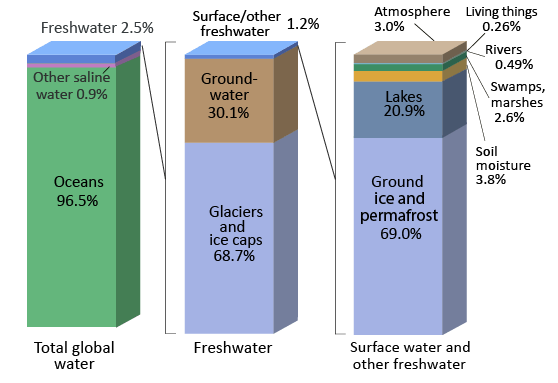 Freshwater 2.5%
Other saline
water 0.9%
Oceans
96.5%
Total global
water
Surface/other
freshwater
1.2%
Ground-
water
30.1%
Glaciers
and
ice caps
68.7%
Freshwater
Atmosphere
3.0%
Living things
0.26%
Rivers
0.49%
Swamps,
marshes
2.6%
Soil
moisture
3.8%
Lakes
20.9%
Ground
ice and
permafrost
69.0%
Surface water and
other freshwater